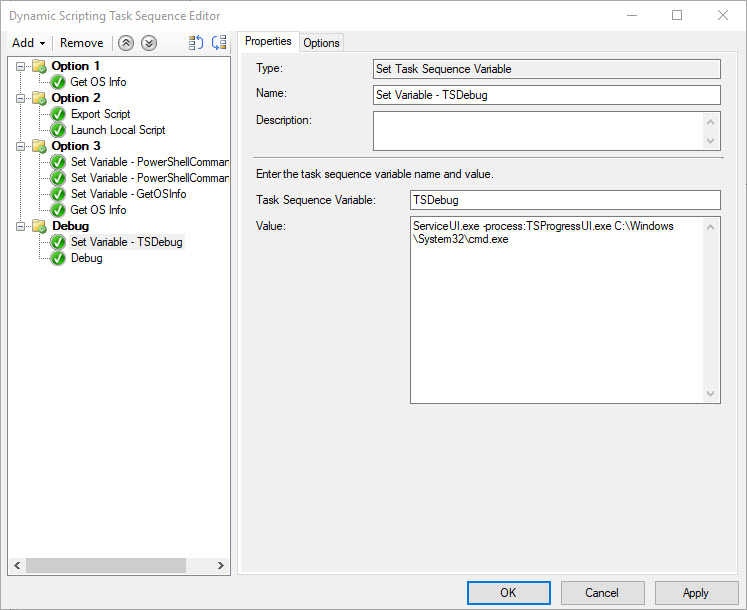 Dynamic Scripting Task Sequence Editor
Add
Remove
Properties
Options
Option 1
Get OS Info
Option 2
Export Script
Launch Local Script
Option 3
Set Variable - PowerShellComman
Set Variable - PowerShellComman
Set Variable - GetOSInfo
Get OS Info
Debug
Set Variable - TSDebug
Debug
Type:
Set Task Sequence Variable
Name:
Set Variable - TSDebug
Description:
Enter the task sequence variable name and value.
Task Sequence Variable:
TSDebug
Value:
ServiceUI.exe -process:TSProgressUI.exe C:\Windows
\System32\cmd.exe
OK
Cancel
Apply